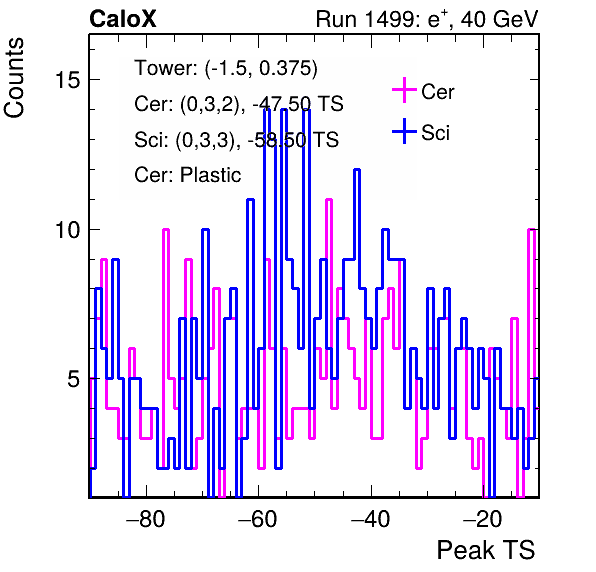 CaloX Run 1499: e⁺, 40 GeV
Counts
15
10
5
Tower: (-1.5, 0.375)
Cer: (0,3,2), -47.50 TS
Sci: (0,3,3), -58.50 TS
Cer: Plastic
Cer
Sci
−80 −60 −40 −20
Peak TS